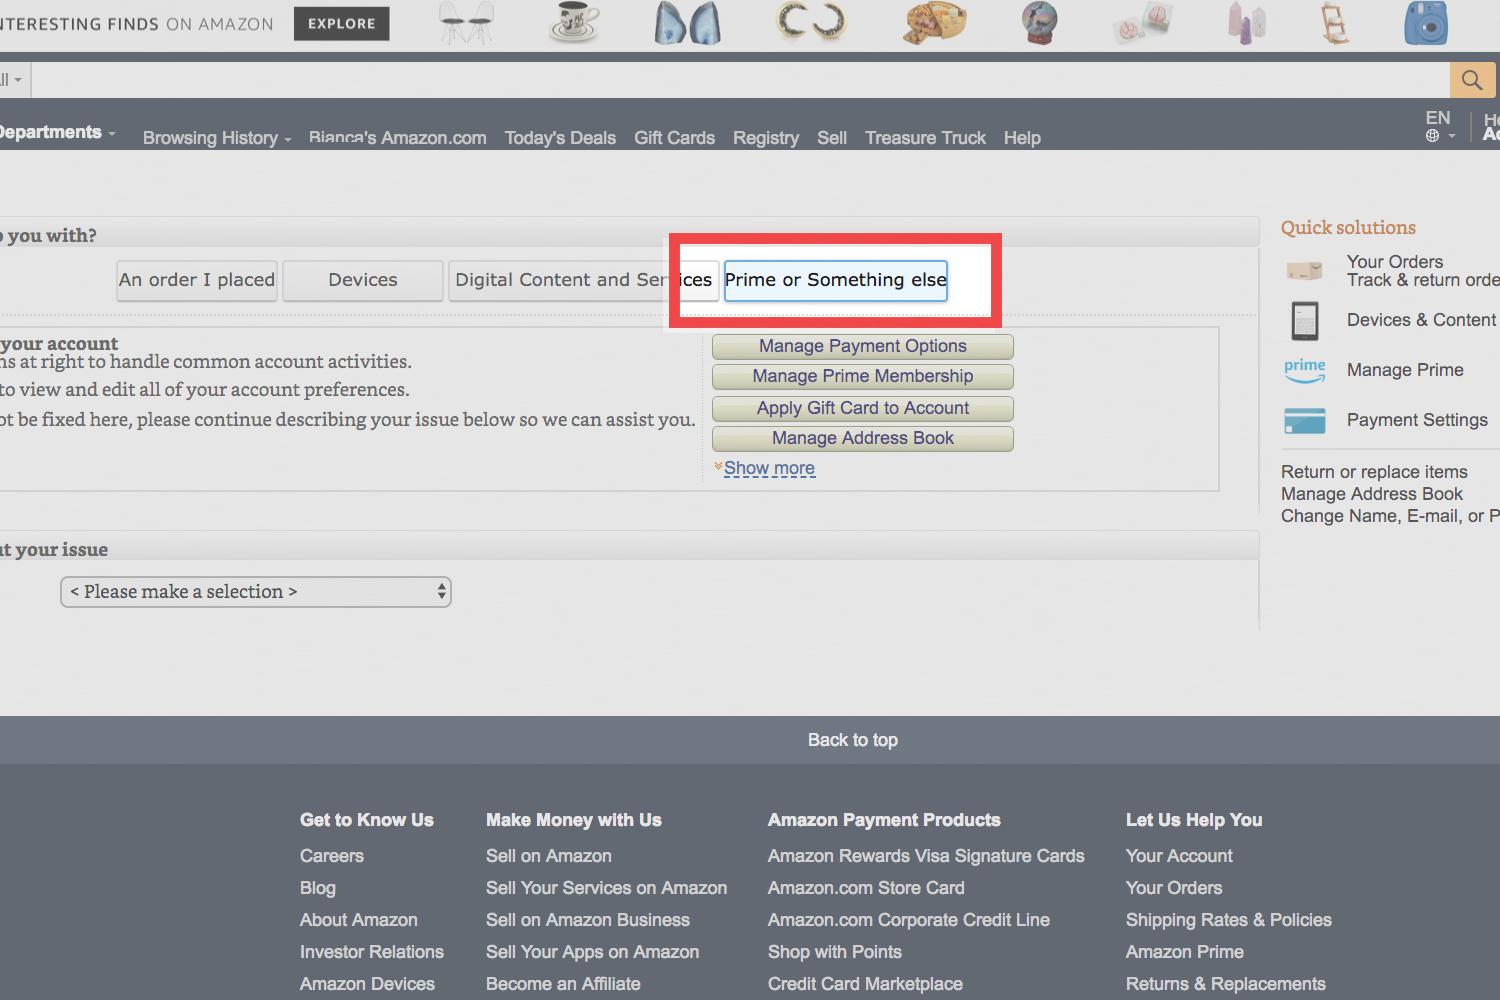 NTERESTING FINDS ON AMAZON EXPLORE
ll
Departments Browsing History Bianca's Amazon.com Today's Deals Gift Cards Registry Sell Treasure Truck Help EN
you with?
An order I placed Devices Digital Content and Services Prime or Something else
your account
ns at right to handle common account activities.
to view and edit all of your account preferences.
ot be fixed here, please continue describing your issue below so we can assist you.
Manage Payment Options
Manage Prime Membership
Apply Gift Card to Account
Manage Address Book
Show more
Quick solutions
Your Orders
Track & return orde
Devices & Content
prime Manage Prime
Payment Settings
Return or replace items
Manage Address Book
Change Name, E-mail, or P
ut your issue
< Please make a selection >
Back to top
Get to Know Us
Careers
Blog
About Amazon
Investor Relations
Amazon Devices
Make Money with Us
Sell on Amazon
Sell Your Services on Amazon
Sell on Amazon Business
Sell Your Apps on Amazon
Become an Affiliate
Amazon Payment Products
Amazon Rewards Visa Signature Cards
Amazon.com Store Card
Amazon.com Corporate Credit Line
Shop with Points
Credit Card Marketplace
Let Us Help You
Your Account
Your Orders
Shipping Rates & Policies
Amazon Prime
Returns & Replacements